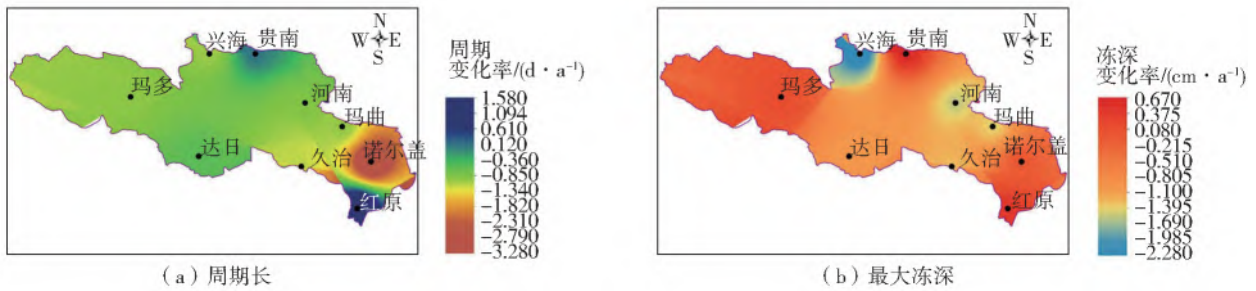 N
W E
S
兴海 贵南
玛多
河南
玛曲
达日
久治
诺尔盖
红原
周期
变化率/(d·a⁻¹)
1.580
1.094
0.610
0.120
−0.360
−0.850
−1.340
−1.820
−2.310
−2.790
−3.280
(a)周期长
N
W E
S
兴海 贵南
玛多
河南
玛曲
达日
久治
诺尔盖
红原
冻深
变化率/(cm·a⁻¹)
0.670
0.375
0.080
−0.215
−0.510
−0.805
−1.100
−1.395
−1.690
−1.985
−2.280
(b)最大冻深